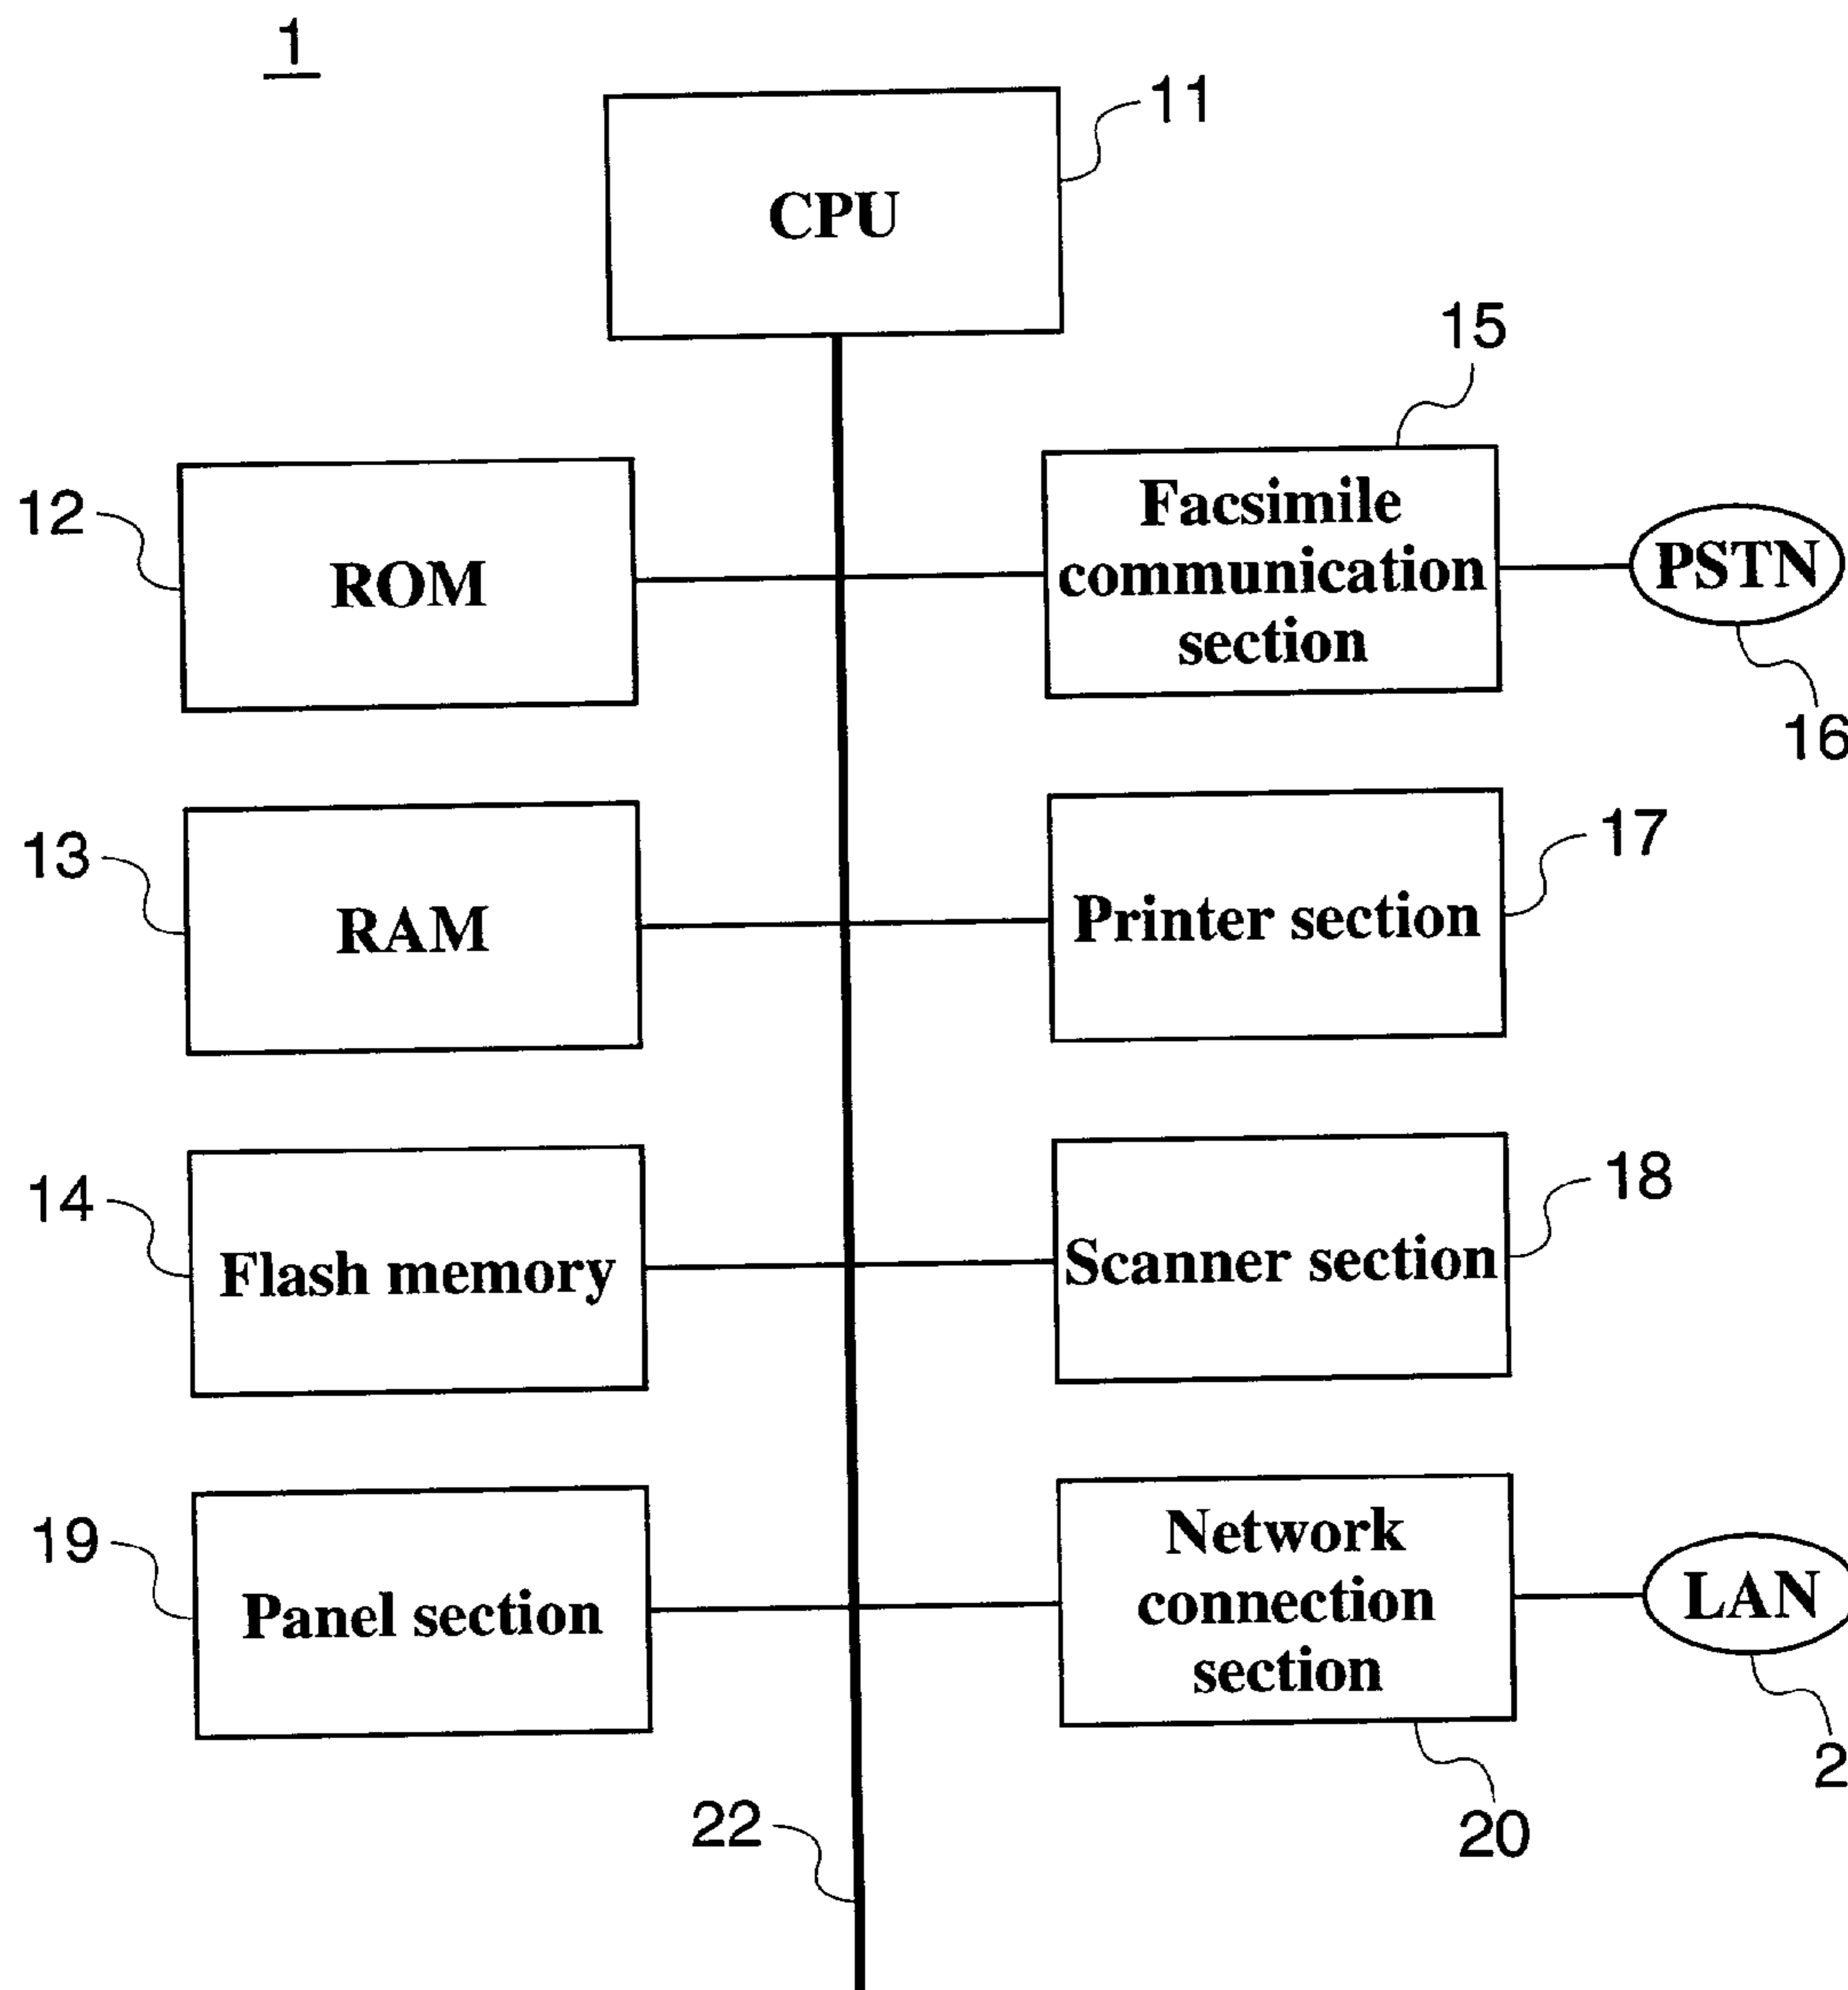 1
11
CPU
15
12
ROM
Facsimile
communication
section
PSTN
16
13
RAM
17
Printer section
14
Flash memory
18
Scanner section
19
Panel section
Network
connection
section
LAN
2
22
20